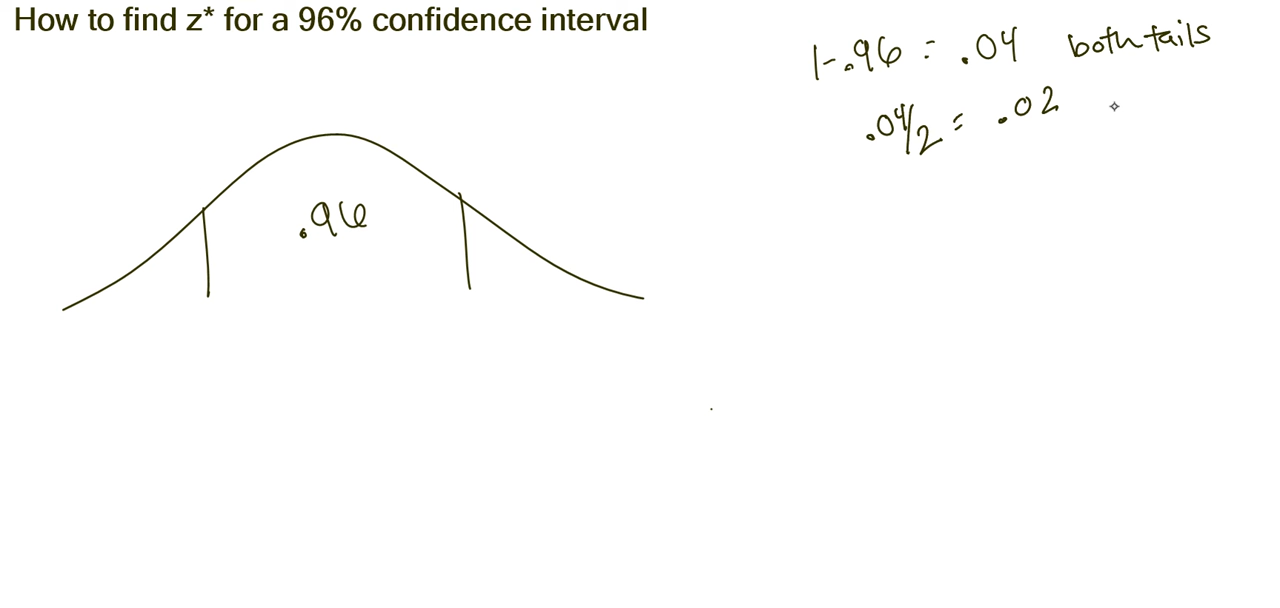 How to find z* for a 96% confidence interval
1-.96 = .04 both tails
.04/2 = .02
.96